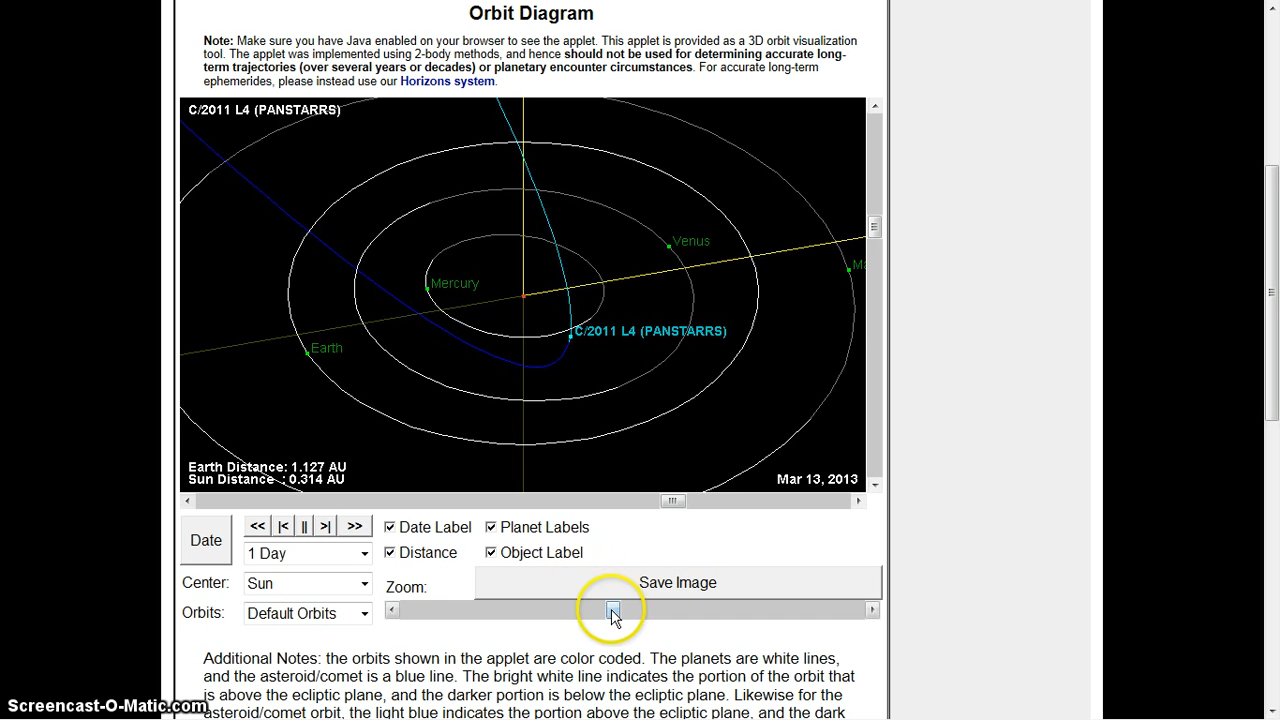 Orbit Diagram
Note: Make sure you have Java enabled on your browser to see the applet. This applet is provided as a 3D orbit visualization
tool. The applet was implemented using 2-body methods, and hence should not be used for determining accurate long-
term trajectories (over several years or decades) or planetary encounter circumstances. For accurate long-term
ephemerides, please instead use our Horizons system.
C/2011 L4 (PANSTARRS)
Venus
Mercury
C/2011 L4 (PANSTARRS)
Earth
Earth Distance: 1.127 AU
Sun Distance : 0.314 AU
Mar 13, 2013
Date
<< |< || >| >>
Date Label
Planet Labels
1 Day
Distance
Object Label
Center:
Sun
Zoom:
Save Image
Orbits:
Default Orbits
Additional Notes: the orbits shown in the applet are color coded. The planets are white lines,
and the asteroid/comet is a blue line. The bright white line indicates the portion of the orbit that
is above the ecliptic plane, and the darker portion is below the ecliptic plane. Likewise for the
asteroid/comet orbit, the light blue indicates the portion above the ecliptic plane, and the dark
Screencast-O-Matic.com